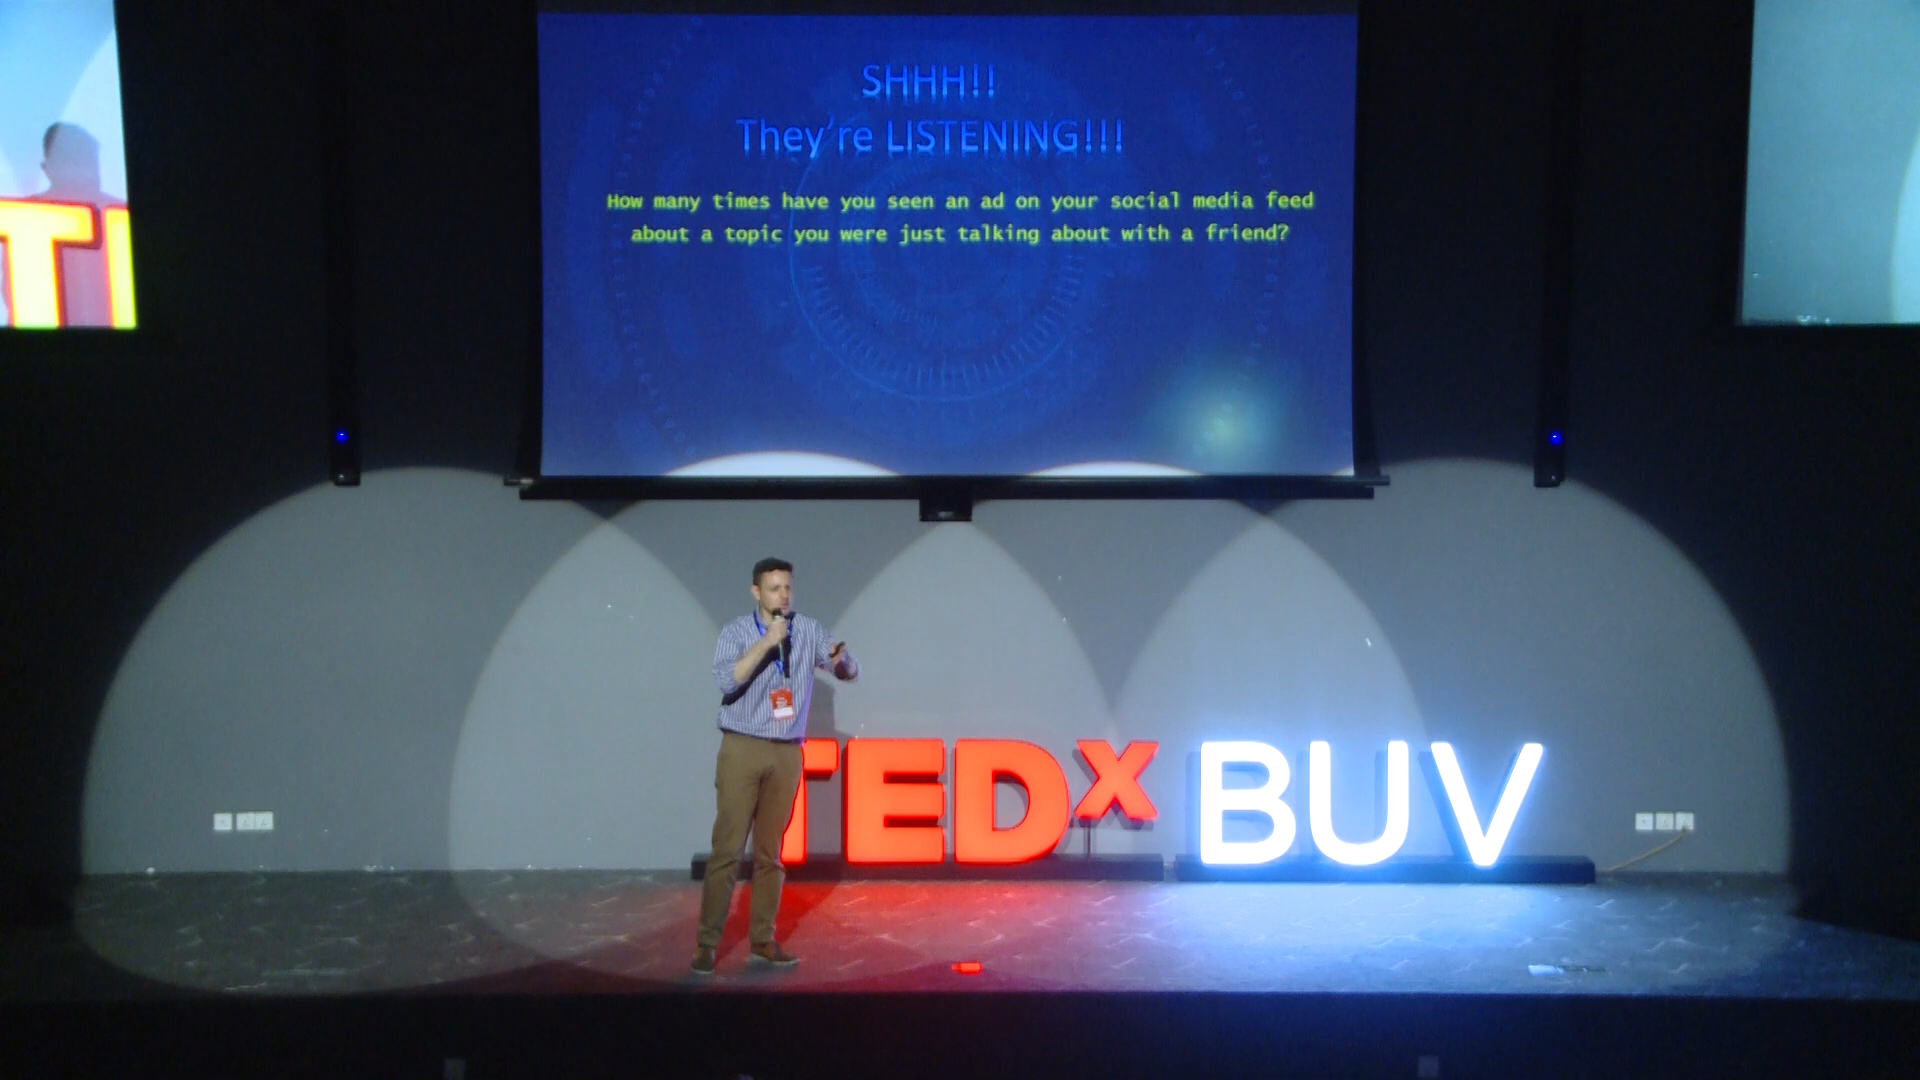 SHHH!!
They're LISTENING!!!
How many times have you seen an ad on your social media feed
about a topic you were just talking about with a friend?
TEDx BUV